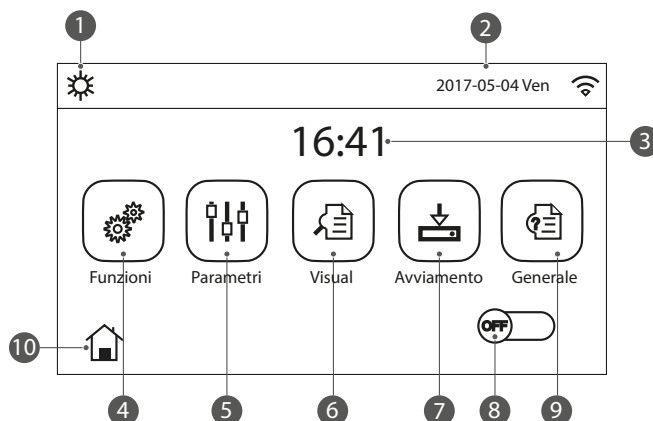 1
2
2017-05-04 Ven
16:41
3
Funzioni
Parametri
Visual
Avviamento
Generale
OFF
10
4
5
6
7
8
9